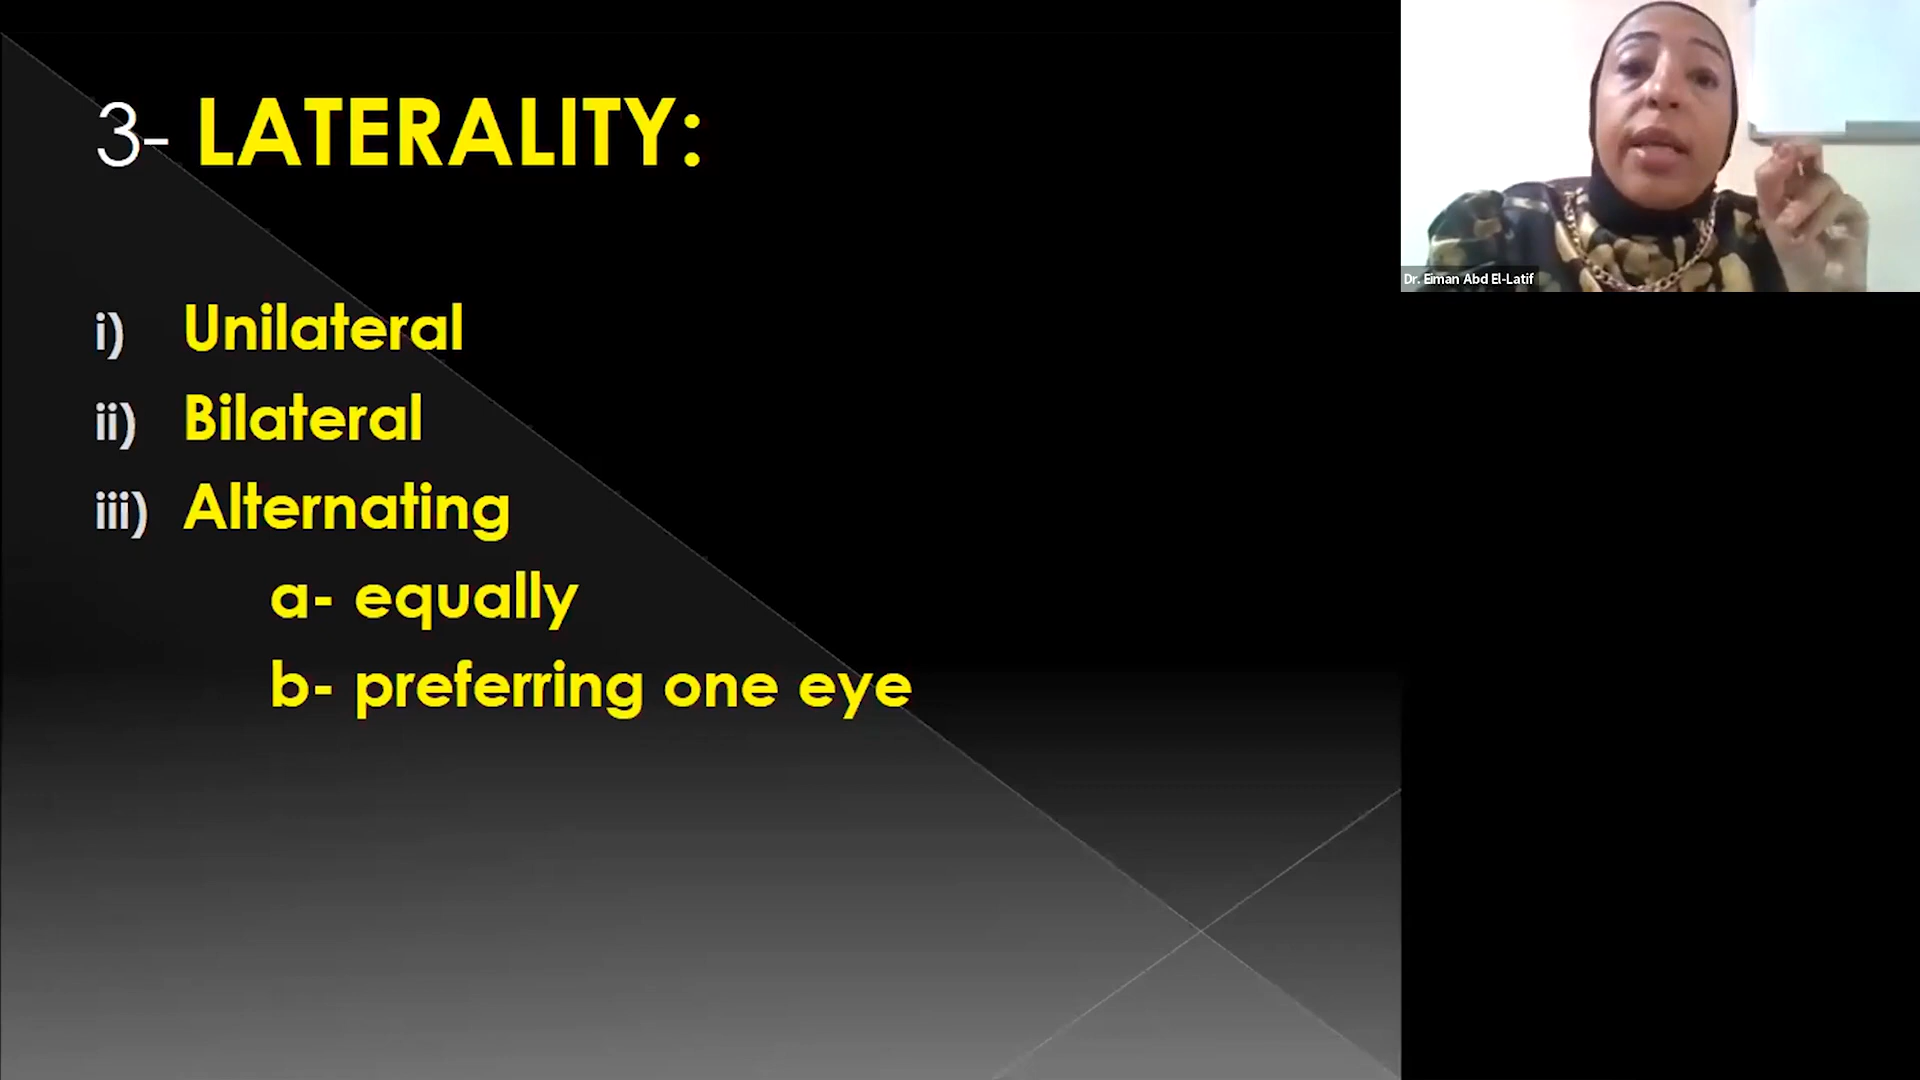 3- LATERALITY:
i) Unilateral
ii) Bilateral
iii) Alternating
a- equally
b- preferring one eye
Dr. Eiman Abd El-Latif